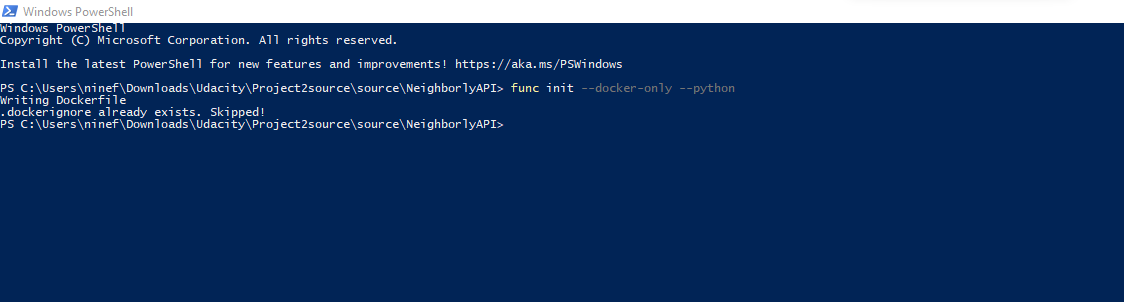 Windows PowerShell
Windows PowerShell
Copyright (C) Microsoft Corporation. All rights reserved.
Install the latest PowerShell for new features and improvements! https://aka.ms/PSWindows
PS C:\Users\ninef\Downloads\Udacity\Project2source\source\NeighborlyAPI> func init --docker-only --python
Writing Dockerfile
.dockerignore already exists. Skipped!
PS C:\Users\ninef\Downloads\Udacity\Project2source\source\NeighborlyAPI>